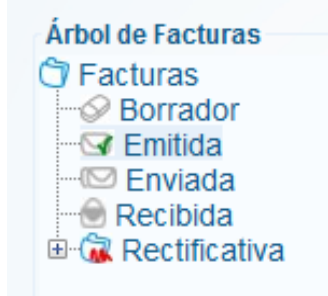 Árbol de Facturas
Facturas
Borrador
Emitida
Enviada
Recibida
Rectificativa